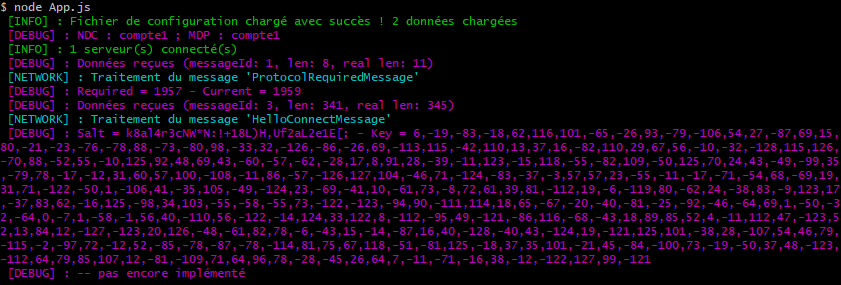 $ node App.js
[INFO] : Fichier de configuration chargé avec succès ! 2 données chargées
[DEBUG] : NDC : compte1 ; MDP : compte1
[INFO] : 1 serveur(s) connecté(s)
[DEBUG] : Données reçues (messageId: 1, len: 8, real len: 11)
[NETWORK] : Traitement du message 'ProtocolRequiredMessage'
[DEBUG] : Required = 1957 - Current = 1959
[DEBUG] : Données reçues (messageId: 3, len: 341, real len: 345)
[NETWORK] : Traitement du message 'HelloConnectMessage'
[DEBUG] : Salt = k8al4r3cNW*N:!+18L)H,Uf2aL2e1E[; - Key = 6,-19,-83,-18,62,116,101,-65,-26,93,-79,-106,54,27,-87,69,15,
80,-21,-23,-76,-78,88,-73,-80,98,-33,32,-126,-86,-26,69,-113,115,-42,110,13,37,16,-82,110,29,67,56,-10,-32,-128,115,126,
-70,88,-52,55,-10,125,92,48,69,43,-60,-57,-62,-28,17,8,91,28,-39,-11,123,-15,118,-55,-82,109,-50,125,70,24,43,-49,-99,35
,-79,78,-17,-12,31,60,57,100,-108,-11,86,-57,-126,127,104,-46,71,-124,-83,-37,-3,57,57,23,-55,-11,-17,-71,-54,68,-69,19,
31,71,-122,-50,1,-106,41,-35,105,-49,-124,23,-69,-41,10,-61,73,-8,72,61,39,81,-112,19,-6,-119,80,-62,24,-38,83,-9,123,17
,-37,83,62,-16,125,-98,34,103,-55,-58,-55,73,-122,-123,-94,90,-111,114,18,65,-67,-20,-40,-81,-25,-92,-46,-64,69,1,-50,-3
2,-64,0,-7,1,-58,-1,56,40,-110,56,-122,-14,124,33,122,8,-112,-95,49,-121,-86,116,-68,-43,18,89,85,52,4,-11,112,47,-123,5
2,13,84,12,-127,-123,20,126,-48,-61,82,78,-6,-43,15,-14,-87,16,40,-128,-40,43,-124,19,-121,125,101,-38,28,-107,54,46,79,
-115,-2,-97,72,-12,52,-85,-78,-87,-78,-114,81,75,67,118,-51,-81,125,-18,37,35,101,-21,45,-84,-100,73,-19,-50,37,48,-123,
-112,64,79,85,107,12,-81,-109,71,64,96,78,-28,-45,26,64,7,-11,-71,-16,38,-12,-122,127,99,-121
[DEBUG] : -- pas encore implémenté